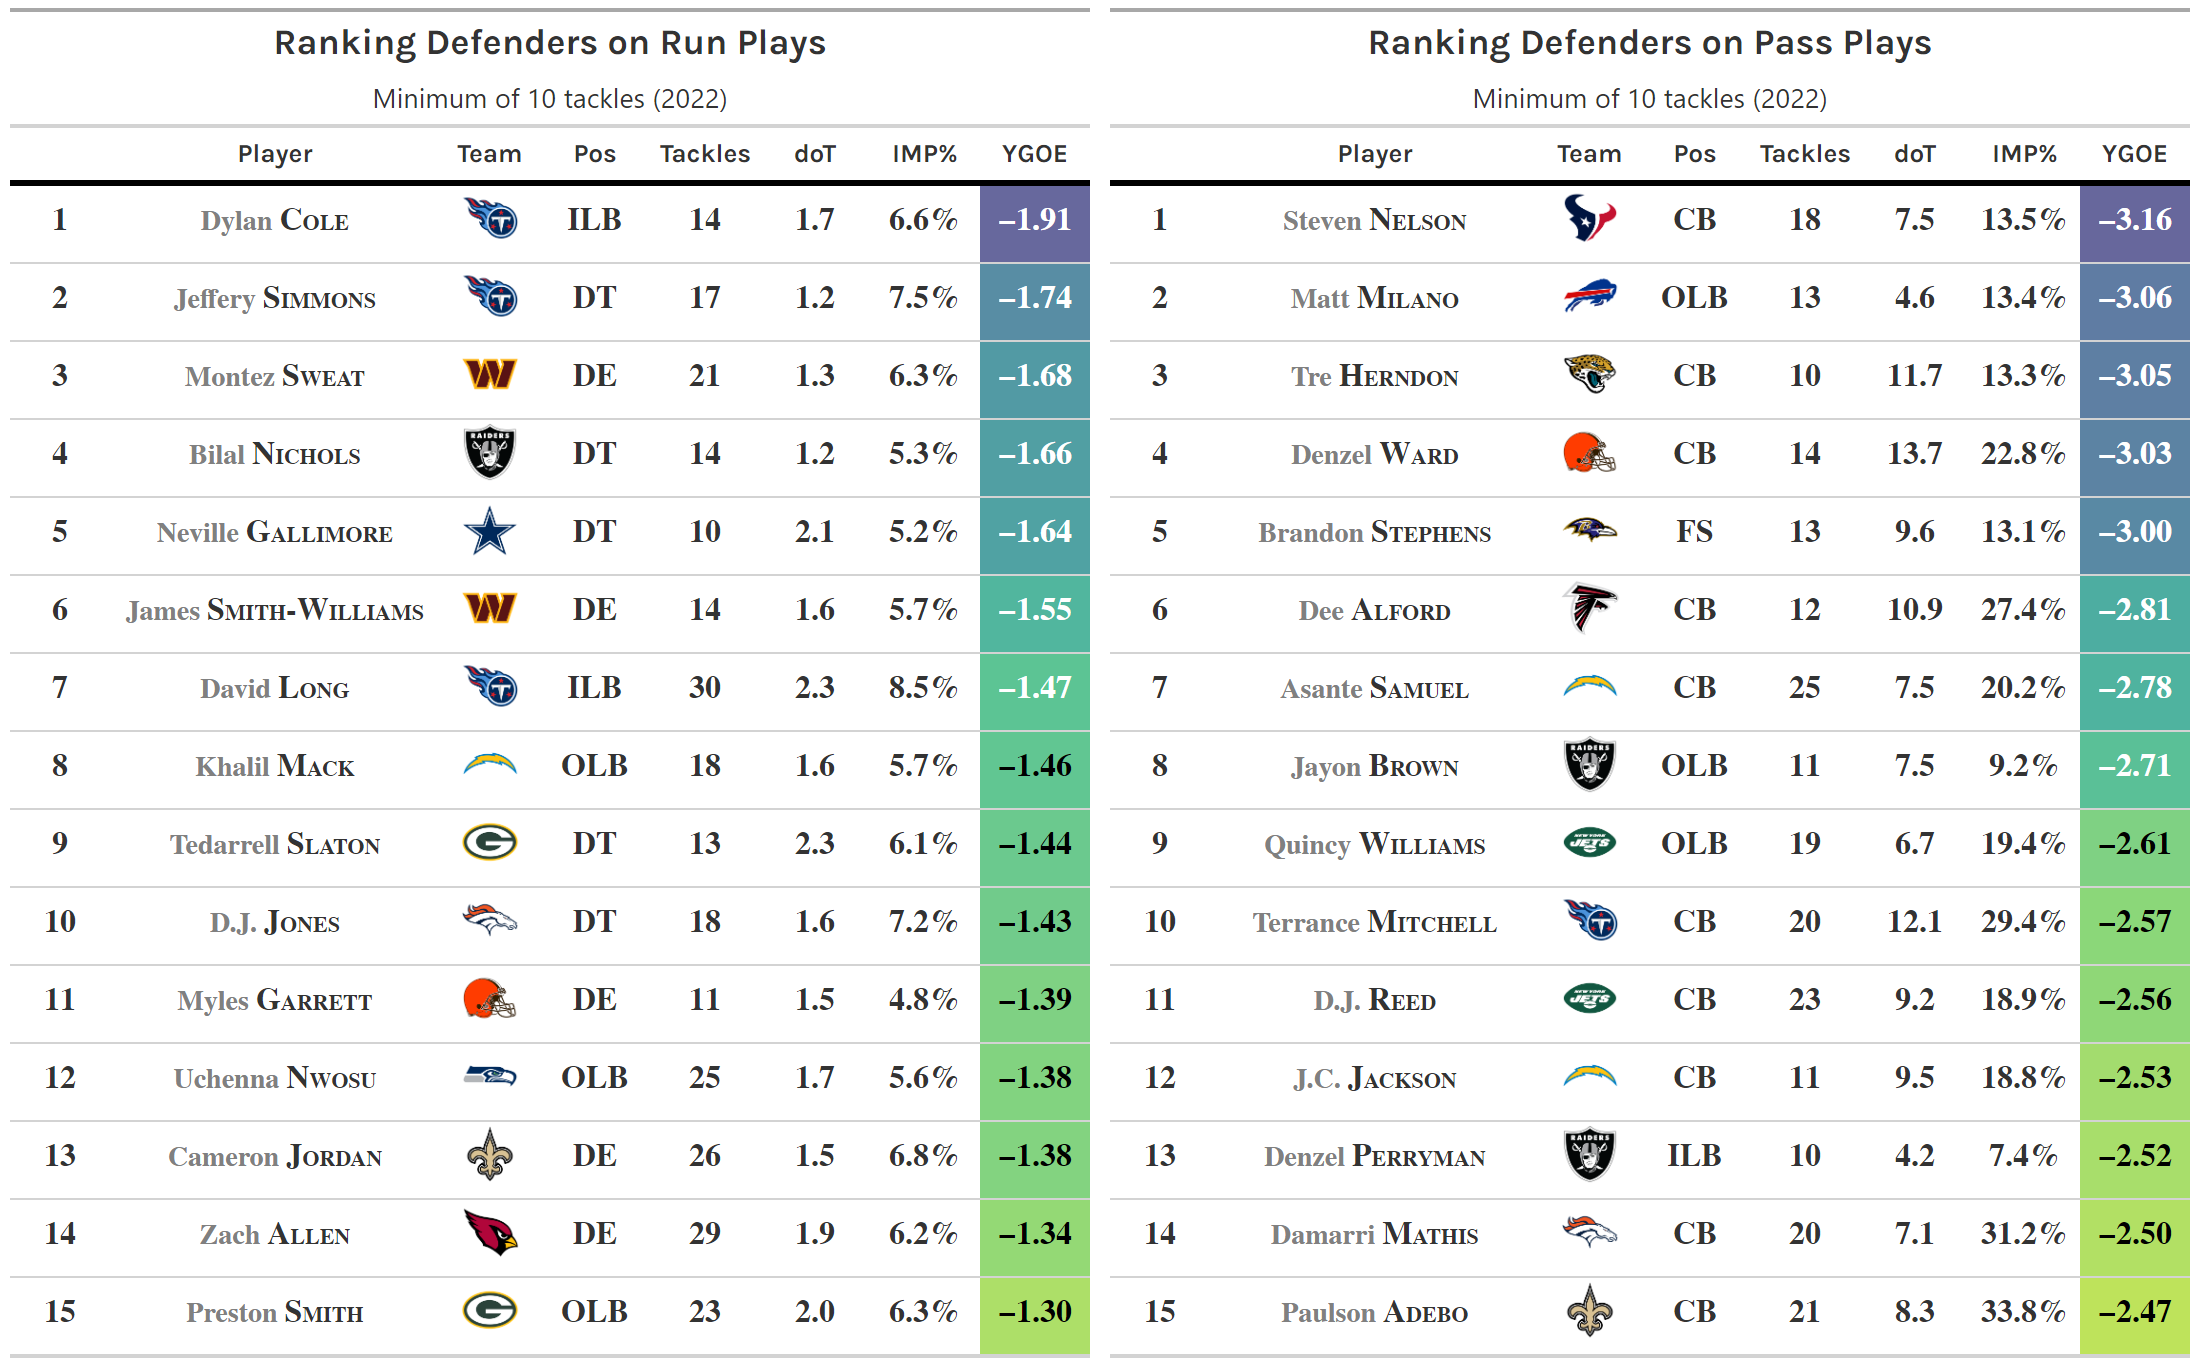 Ranking Defenders on Run Plays
Minimum of 10 tackles (2022)
Player Team Pos Tackles doT IMP% YGOE
1 Dylan COLE ILB 14 1.7 6.6% −1.91
2 Jeffery SIMMONS DT 17 1.2 7.5% −1.74
3 Montez SWEAT DE 21 1.3 6.3% −1.68
4 Bilal NICHOLS RAIDERS DT 14 1.2 5.3% −1.66
5 Neville GALLIMORE DT 10 2.1 5.2% −1.64
6 James SMITH-WILLIAMS DE 14 1.6 5.7% −1.55
7 David LONG ILB 30 2.3 8.5% −1.47
8 Khalil MACK OLB 18 1.6 5.7% −1.46
9 Tedarrell SLATON DT 13 2.3 6.1% −1.44
10 D.J. JONES DT 18 1.6 7.2% −1.43
11 Myles GARRETT DE 11 1.5 4.8% −1.39
12 Uchenna NWOSU OLB 25 1.7 5.6% −1.38
13 Cameron JORDAN DE 26 1.5 6.8% −1.38
14 Zach ALLEN DE 29 1.9 6.2% −1.34
15 Preston SMITH OLB 23 2.0 6.3% −1.30
Ranking Defenders on Pass Plays
Minimum of 10 tackles (2022)
Player Team Pos Tackles doT IMP% YGOE
1 Steven NELSON CB 18 7.5 13.5% −3.16
2 Matt MILANO OLB 13 4.6 13.4% −3.06
3 Tre HERNDON CB 10 11.7 13.3% −3.05
4 Denzel WARD CB 14 13.7 22.8% −3.03
5 Brandon STEPHENS FS 13 9.6 13.1% −3.00
6 Dee ALFORD CB 12 10.9 27.4% −2.81
7 Asante SAMUEL CB 25 7.5 20.2% −2.78
8 Jayon BROWN RAIDERS OLB 11 7.5 9.2% −2.71
9 Quincy WILLIAMS NEW YORK JETS OLB 19 6.7 19.4% −2.61
10 Terrance MITCHELL CB 20 12.1 29.4% −2.57
11 D.J. REED NEW YORK JETS CB 23 9.2 18.9% −2.56
12 J.C. JACKSON CB 11 9.5 18.8% −2.53
13 Denzel PERRYMAN RAIDERS ILB 10 4.2 7.4% −2.52
14 Damarri MATHIS CB 20 7.1 31.2% −2.50
15 Paulson ADEBO CB 21 8.3 33.8% −2.47